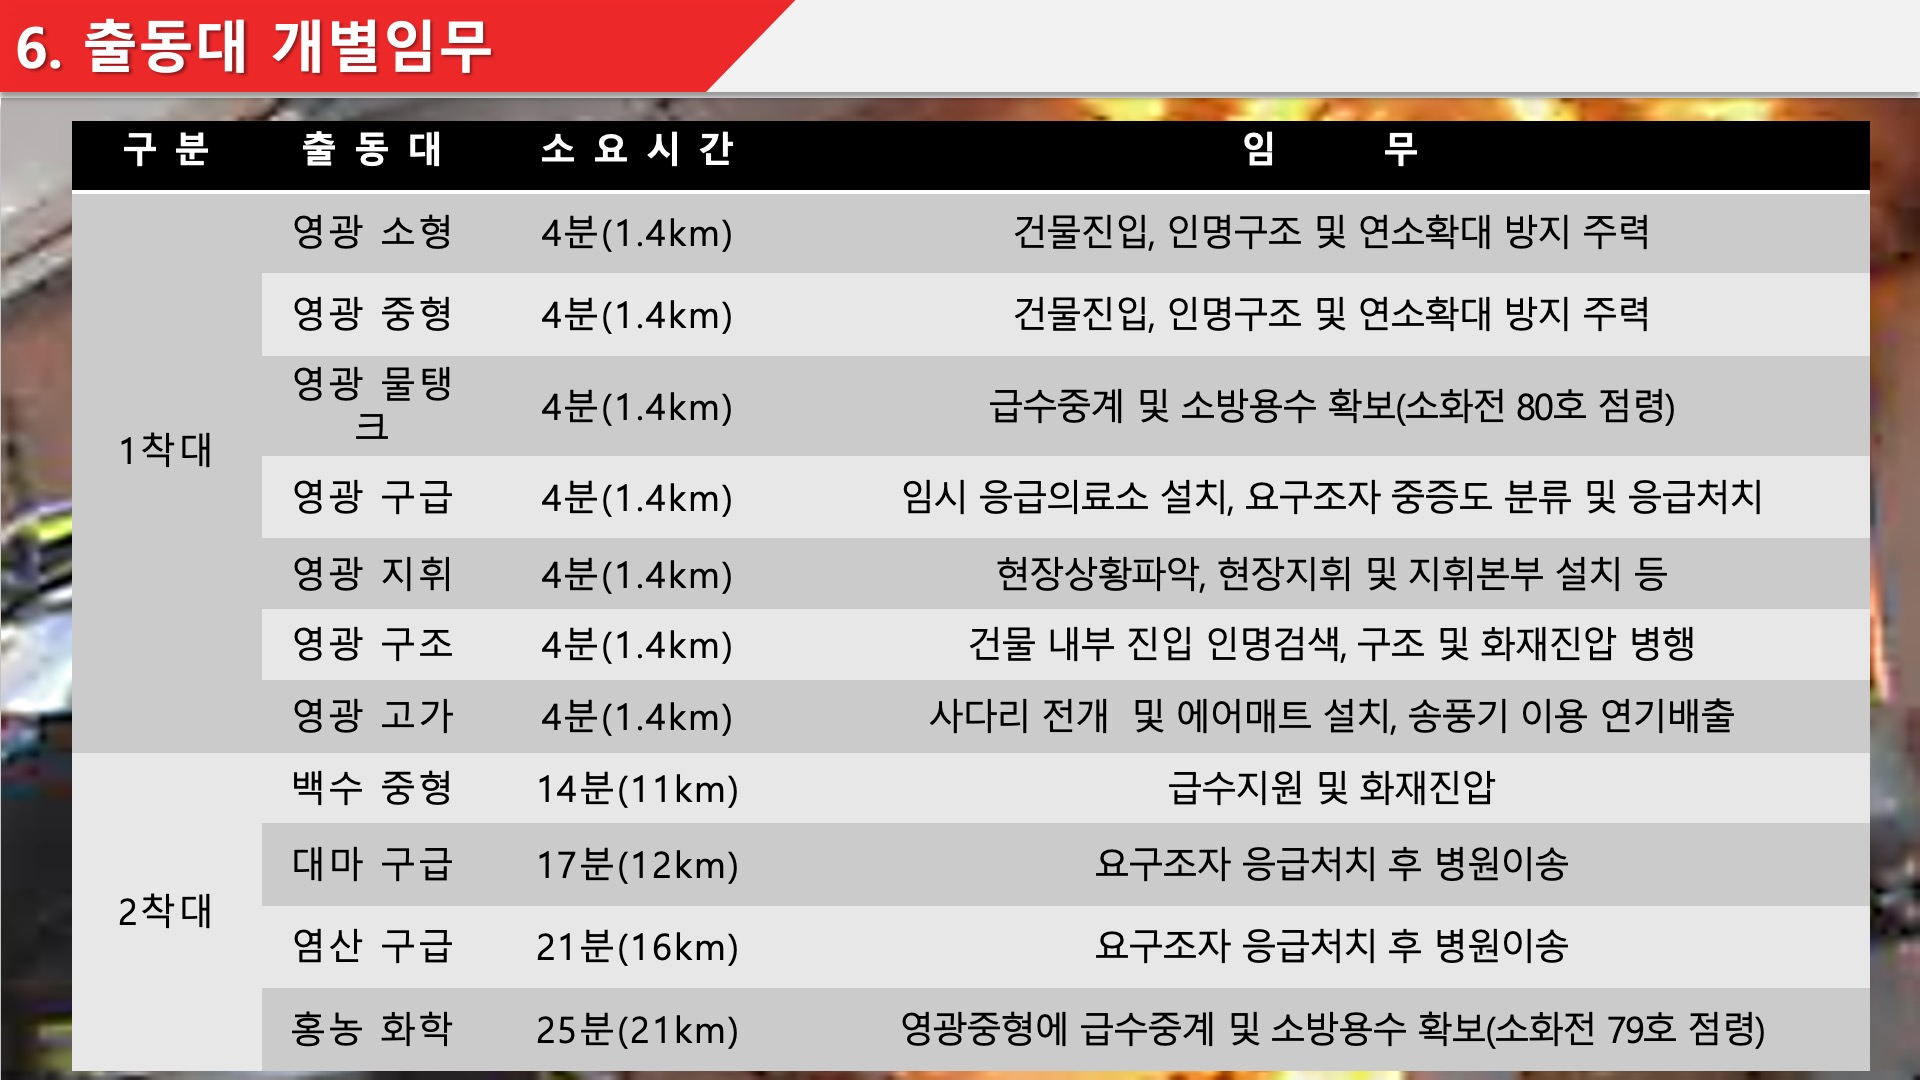 6. 출동대 개별임무
구 분 출 동 대 소 요 시 간 임 무
1착대
영광 소형 4분(1.4km) 건물진입, 인명구조 및 연소확대 방지 주력
영광 중형 4분(1.4km) 건물진입, 인명구조 및 연소확대 방지 주력
영광 물탱
크 4분(1.4km) 급수중계 및 소방용수 확보(소화전 80호 점령)
영광 구급 4분(1.4km) 임시 응급의료소 설치, 요구조자 중증도 분류 및 응급처치
영광 지휘 4분(1.4km) 현장상황파악, 현장지휘 및 지휘본부 설치 등
영광 구조 4분(1.4km) 건물 내부 진입 인명검색, 구조 및 화재진압 병행
영광 고가 4분(1.4km) 사다리 전개 및 에어매트 설치, 송풍기 이용 연기배출
2착대
백수 중형 14분(11km) 급수지원 및 화재진압
대마 구급 17분(12km) 요구조자 응급처치 후 병원이송
염산 구급 21분(16km) 요구조자 응급처치 후 병원이송
홍농 화학 25분(21km) 영광중형에 급수중계 및 소방용수 확보(소화전 79호 점령)